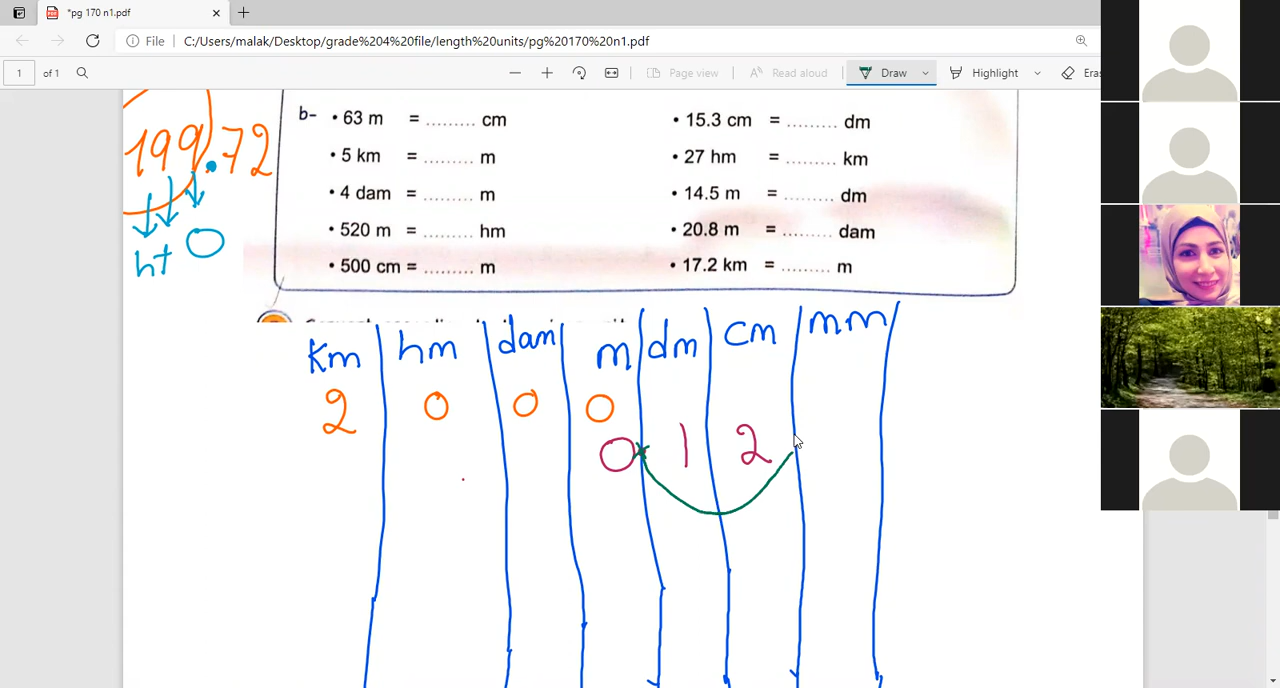 *pg 170 n1.pdf
File C:/Users/malak/Desktop/grade%204%20file/length%20units/pg%20170%20n1.pdf
1 of 1 Page view Read aloud Draw Highlight Eras
199.72
ht O
b- • 63 m = ......... cm • 15.3 cm = ......... dm
• 5 km = ......... m • 27 hm = ......... km
• 4 dam = ......... m • 14.5 m = ......... dm
• 520 m = ......... hm • 20.8 m = ......... dam
• 500 cm = ......... m • 17.2 km = ......... m
km hm dam m dm cm mm
2 0 0 0
0 1 2